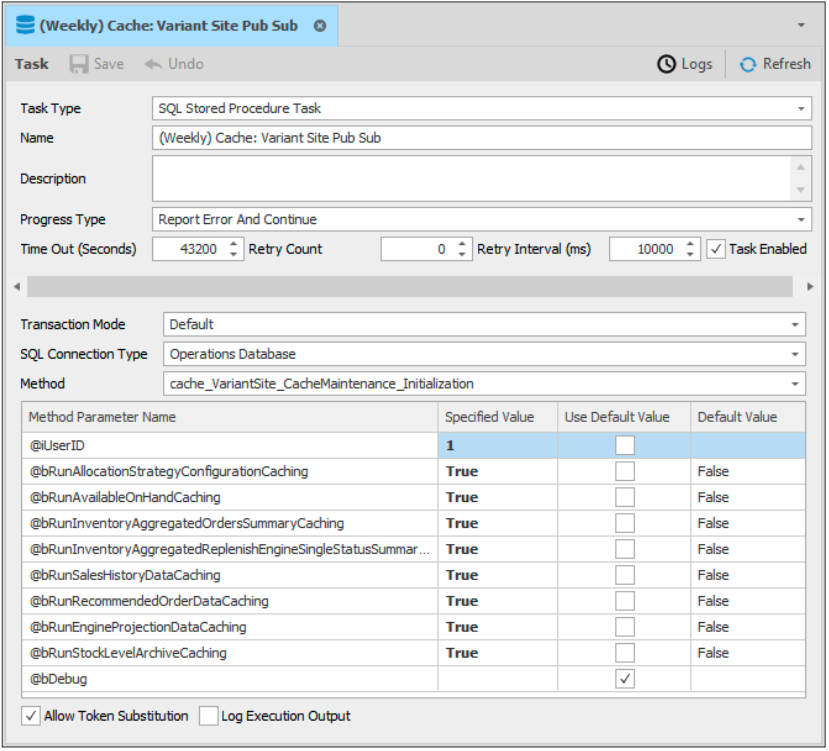 (Weekly) Cache: Variant Site Pub Sub
Task Save Undo Logs Refresh
Task Type SQL Stored Procedure Task
Name (Weekly) Cache: Variant Site Pub Sub
Description
Progress Type Report Error And Continue
Time Out (Seconds) 43200 Retry Count 0 Retry Interval (ms) 10000 Task Enabled
Transaction Mode Default
SQL Connection Type Operations Database
Method cache_VariantSite_CacheMaintenance_Initialization
Method Parameter Name Specified Value Use Default Value Default Value
@iUserID 1
@bRunAllocationStrategyConfigurationCaching True False
@bRunAvailableOnHandCaching True False
@bRunInventoryAggregatedOrdersSummaryCaching True False
@bRunInventoryAggregatedReplenishEngineSingleStatusSummar... True False
@bRunSalesHistoryDataCaching True False
@bRunRecommendedOrderDataCaching True False
@bRunEngineProjectionDataCaching True False
@bRunStockLevelArchiveCaching True False
@bDebug
Allow Token Substitution Log Execution Output